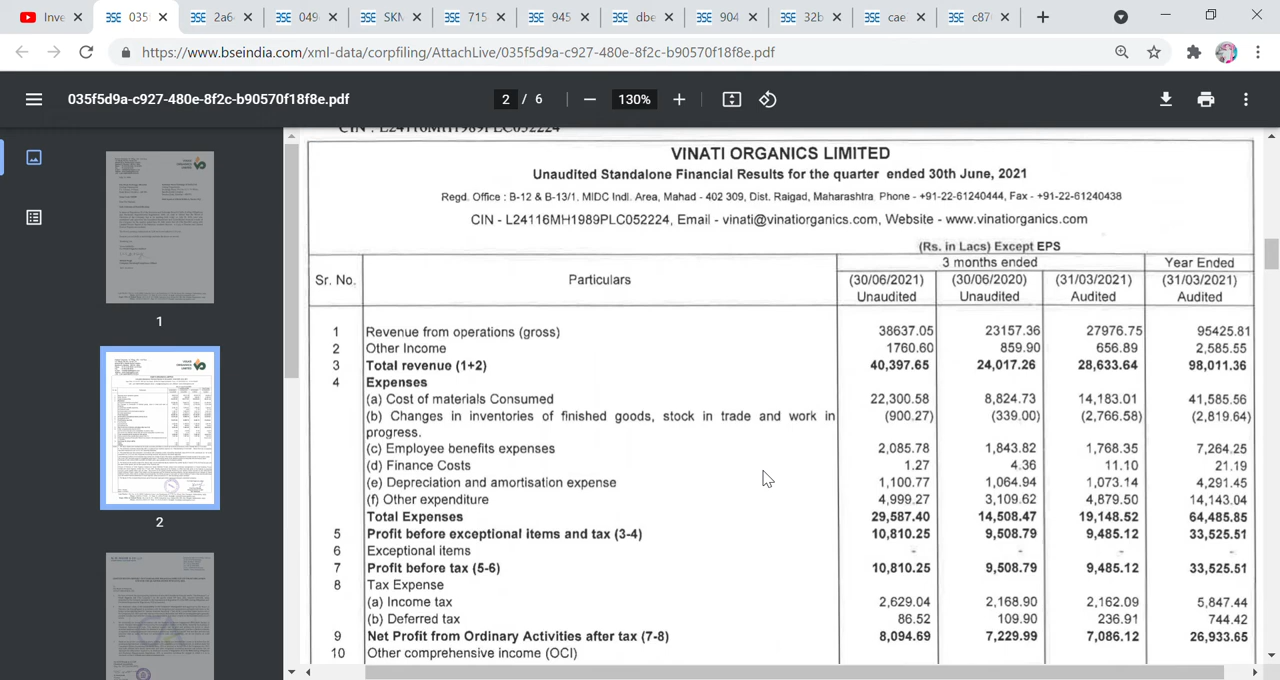 Inve
035
2a6
049
SKN
715
945
dbe
904
32b
cae
c87
https://www.bseindia.com/xml-data/corpfiling/AttachLive/035f5d9a-c927-480e-8f2c-b90570f18f8e.pdf
035f5d9a-c927-480e-8f2c-b90570f18f8e.pdf
2 / 6
130%
VINATI ORGANICS LIMITED
Unaudited Standalone Financial Results for the quarter ended 30th June, 2021
Regd. Office : B-12 & B-13/1, MIDC Indl. Area, Mahad - 402 309, Dist. Raigad, Maharashtra Phone - +91-22-61240444, Fax - +91-22-61240438
CIN - L24116MH1989PLC052224, Email - vinati@vinatiorganics.com, Website - www.vinatiorganics.com
(Rs. in Lacs) Except EPS
Sr. No. Particulars 3 months ended Year Ended
(30/06/2021) (30/06/2020) (31/03/2021) (31/03/2021)
Unaudited Unaudited Audited Audited
1 Revenue from operations (gross) 38637.05 23157.36 27976.75 95425.81
2 Other Income 1760.60 859.90 656.89 2,585.55
3 Total revenue (1+2) 40,397.65 24,017.26 28,633.64 98,011.36
4 Expenses
(a) Cost of materials Consumed 22,300.58 8,824.73 14,183.01 41,585.56
(b) Changes in inventories of finished goods, stock in trade and work-in-progress (339.00) (2,766.58) (2,819.64)
(c) Employee benefits expenses 2,085.78 1,843.62 1,768.35 7,264.25
(d) Finance Costs 1.27 4.36 11.10 21.19
(e) Depreciation and amortisation expense 1,100.77 1,064.94 1,073.14 4,291.45
(f) Other expenditure 4,999.27 3,109.62 4,879.50 14,143.04
Total Expenses 29,587.40 14,508.47 19,148.52 64,485.85
5 Profit before exceptional items and tax (3-4) 10,810.25 9,508.79 9,485.12 33,525.51
6 Exceptional items - - - -
7 Profit before tax (5-6) 10,810.25 9,508.79 9,485.12 33,525.51
8 Tax Expense
(a) Income tax 2,629.04 2,168.90 2,162.09 5,847.44
(b) Deferred tax 86.52 109.90 236.91 744.42
9 Net Profit from Ordinary Activities after tax (7-8) 8,094.69 7,229.99 7,086.12 26,933.65
10 Other comprehensive income (OCI)
1
2